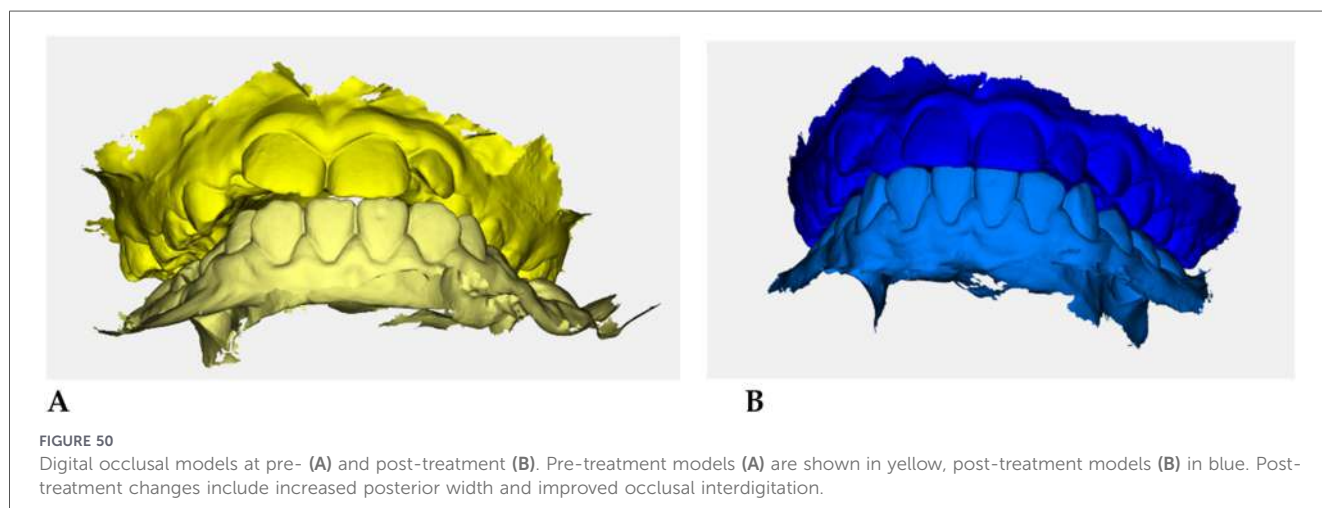 A
B
FIGURE 50
Digital occlusal models at pre- (A) and post-treatment (B). Pre-treatment models (A) are shown in yellow, post-treatment models (B) in blue. Post-
treatment changes include increased posterior width and improved occlusal interdigitation.